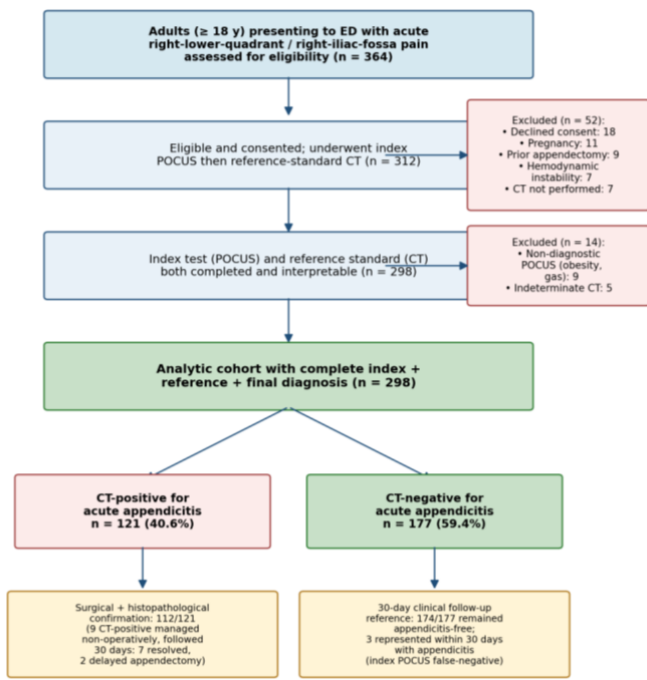 Adults (≥ 18 y) presenting to ED with acute
right-lower-quadrant / right-iliac-fossa pain
assessed for eligibility (n = 364)
Eligible and consented; underwent index
POCUS then reference-standard CT (n = 312)
Excluded (n = 52):
• Declined consent: 18
• Pregnancy: 11
• Prior appendectomy: 9
• Hemodynamic
instability: 7
• CT not performed: 7
Index test (POCUS) and reference standard (CT)
both completed and interpretable (n = 298)
Excluded (n = 14):
• Non-diagnostic
POCUS (obesity,
gas): 9
• Indeterminate CT: 5
Analytic cohort with complete index +
reference + final diagnosis (n = 298)
CT-positive for
acute appendicitis
n = 121 (40.6%)
CT-negative for
acute appendicitis
n = 177 (59.4%)
Surgical + histopathological
confirmation: 112/121
(9 CT-positive managed
non-operatively, followed
30 days: 7 resolved,
2 delayed appendectomy)
30-day clinical follow-up
reference: 174/177 remained
appendicitis-free;
3 represented within 30 days
with appendicitis
(index POCUS false-negative)